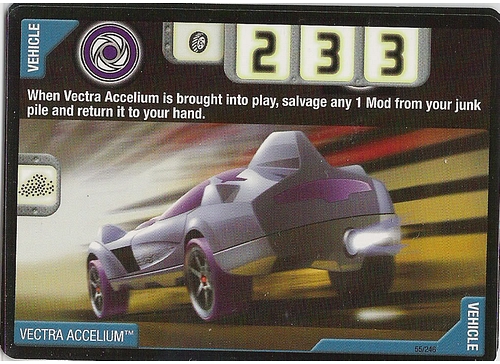 VEHICLE
2 3 3
When Vectra Accelium is brought into play, salvage any 1 Mod from your junk
pile and return it to your hand.
VECTRA ACCELIUM™
55/246
VEHICLE